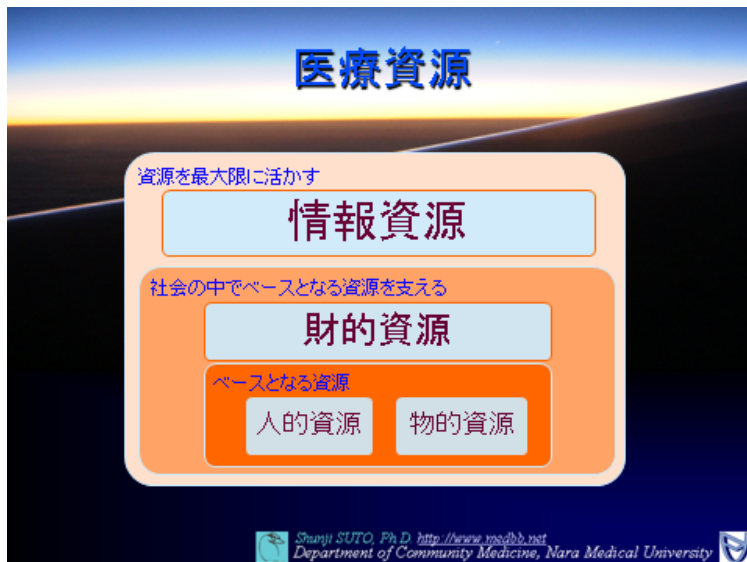 医療資源
資源を最大限に活かす
情報資源
社会の中でベースとなる資源を支える
財的資源
ベースとなる資源
人的資源 物的資源
Shunji SUTO, Ph.D. http://www.medbb.net
Department of Community Medicine, Nara Medical University